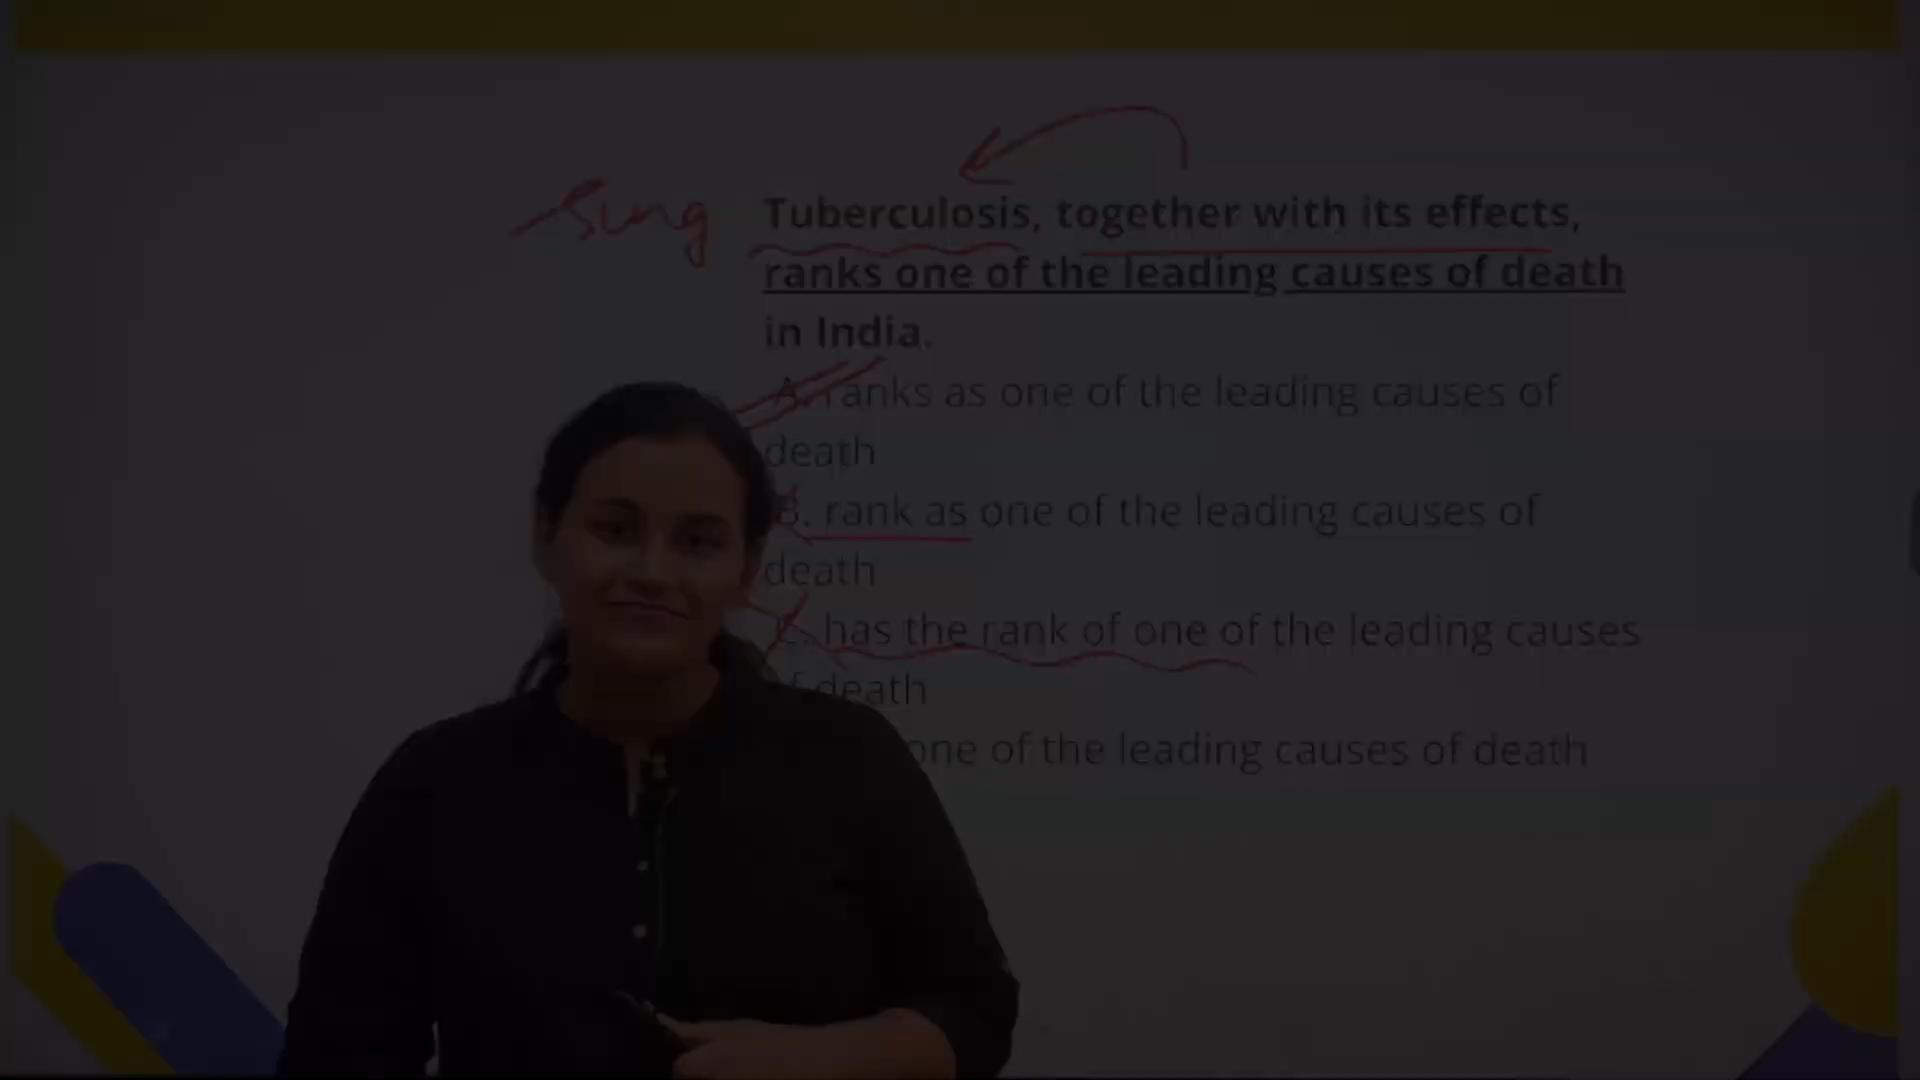 Sing
Tuberculosis, together with its effects,
ranks one of the leading causes of death
in India.
A. ranks as one of the leading causes of
death
B. rank as one of the leading causes of
death
C. has the rank of one of the leading causes
of death
one of the leading causes of death